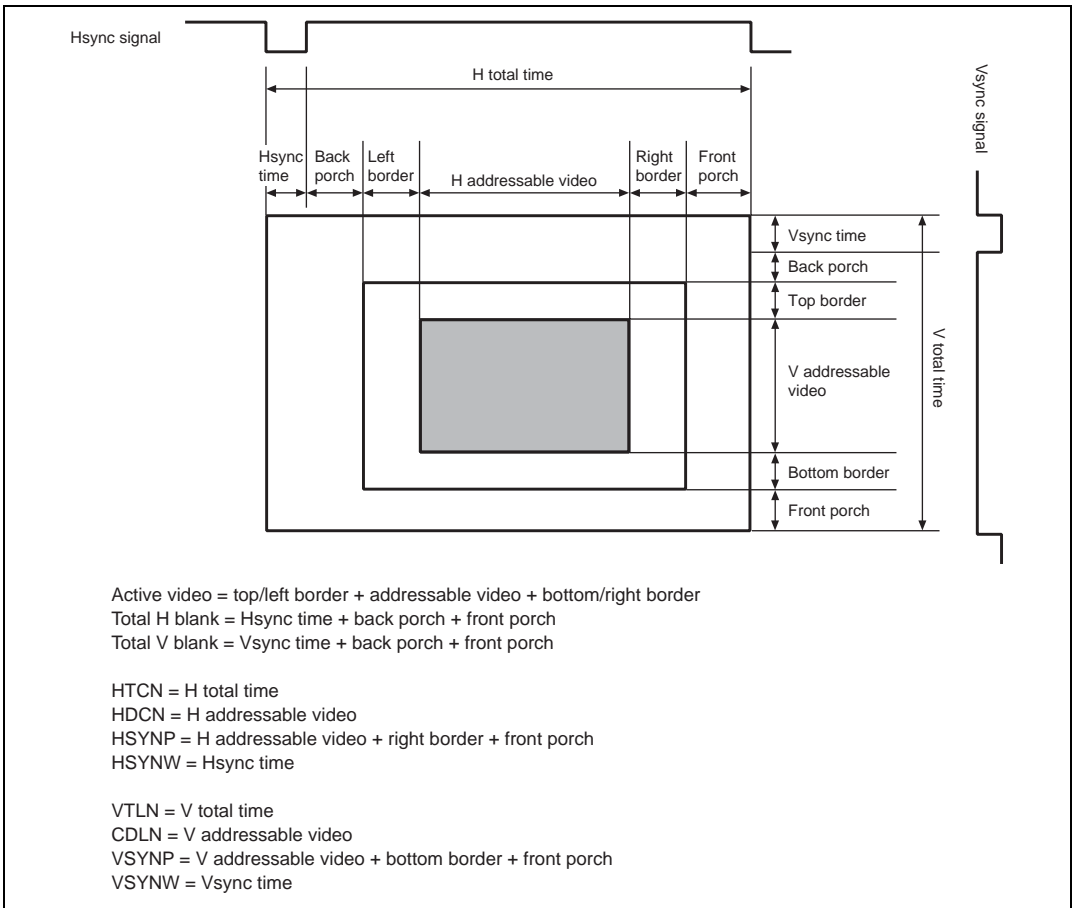 Hsync signal
H total time
Vsync signal
Hsync time
Back porch
Left border
H addressable video
Right border
Front porch
Vsync time
Back porch
Top border
V addressable video
Bottom border
Front porch
V total time
Active video = top/left border + addressable video + bottom/right border
Total H blank = Hsync time + back porch + front porch
Total V blank = Vsync time + back porch + front porch
HTCN = H total time
HDCN = H addressable video
HSYNP = H addressable video + right border + front porch
HSYNW = Hsync time
VTLN = V total time
CDLN = V addressable video
VSYNP = V addressable video + bottom border + front porch
VSYNW = Vsync time